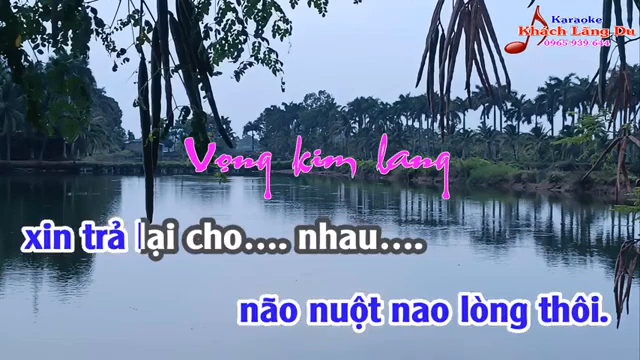 Karaoke
Khách Lãng Du
0965 939 644
Vọng kim lang
xin trả lại cho.... nhau....
não nuột nao lòng thôi.